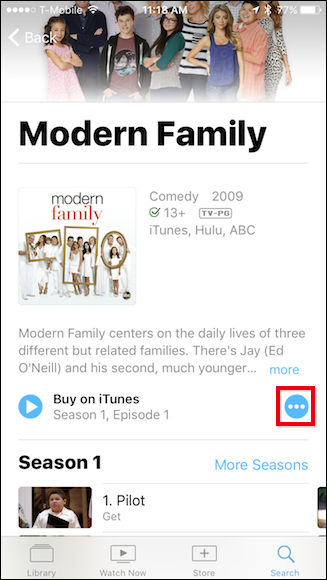 T-Mobile 11:18 AM 77%
Back
Modern Family
modern
family
Comedy 2009
13+ TV-PG
iTunes, Hulu, ABC
Modern Family centers on the daily lives of three
different but related families. There's Jay (Ed
O'Neill) and his second, much younger... more
Buy on iTunes
Season 1, Episode 1
Season 1 More Seasons
1. Pilot
Get
Library Watch Now Store Search